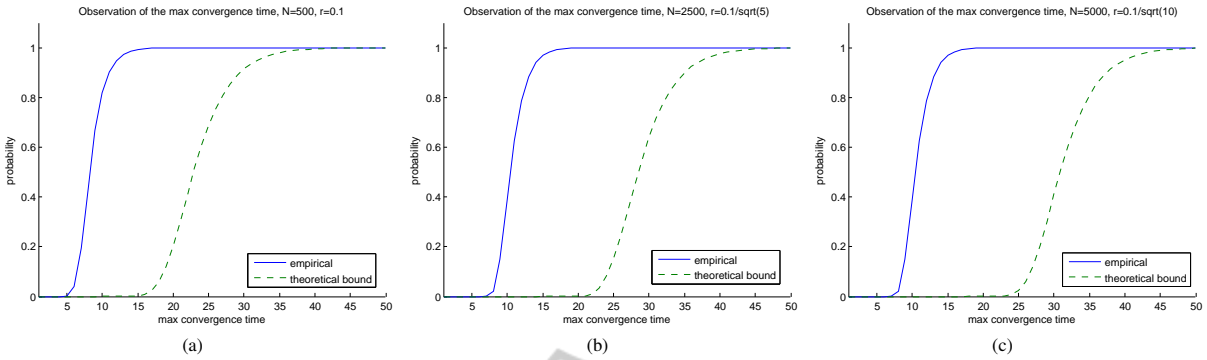 Observation of the max convergence time, N=500, r=0.1
1
0.8
0.6
0.4
0.2
0
probability
5 10 15 20 25 30 35 40 45 50
max convergence time
empirical
theoretical bound
(a)
Observation of the max convergence time, N=2500, r=0.1/sqrt(5)
1
0.8
0.6
0.4
0.2
0
probability
5 10 15 20 25 30 35 40 45 50
max convergence time
empirical
theoretical bound
(b)
Observation of the max convergence time, N=5000, r=0.1/sqrt(10)
1
0.8
0.6
0.4
0.2
0
probability
5 10 15 20 25 30 35 40 45 50
max convergence time
empirical
theoretical bound
(c)